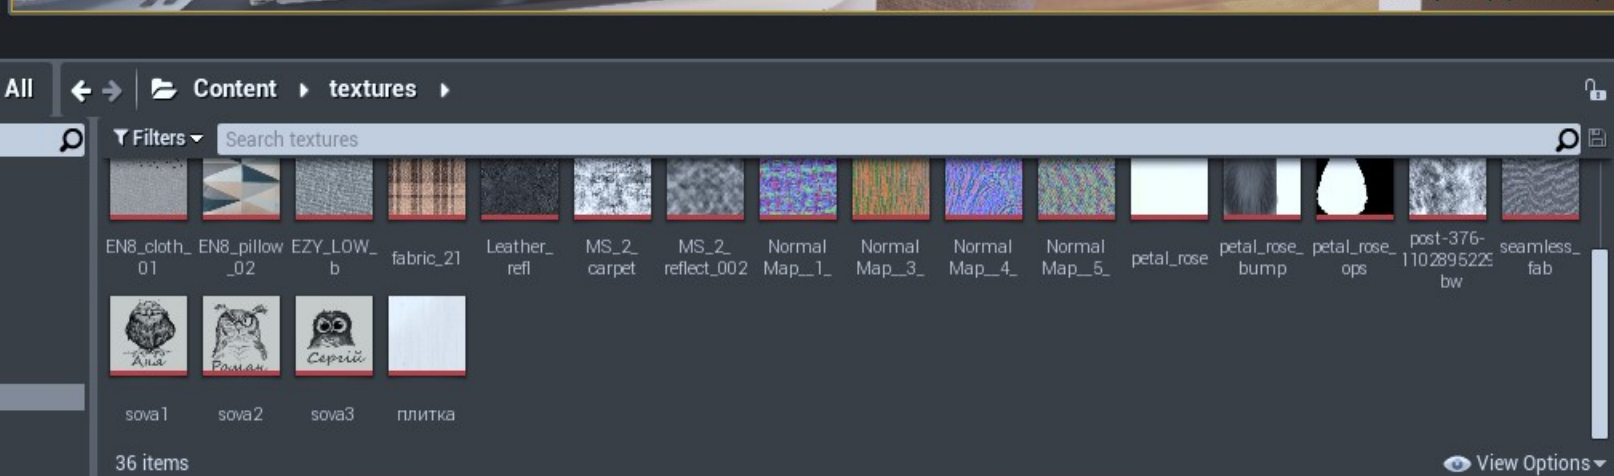 All
Content
textures
Filters
Search textures
EN8_cloth_
01
EN8_pillow
_02
EZY_LOW_
b
fabric_21
Leather_
refl
MS_2_
carpet
MS_2_
reflect_002
Normal
Map__1_
Normal
Map__3_
Normal
Map__4_
Normal
Map__5_
petal_rose
petal_rose_
bump
petal_rose_
ops
post-376-
1102895229
bw
seamless_
fab
Аня
Роман
Сергій
sova1
sova2
sova3
плитка
36 items
View Options